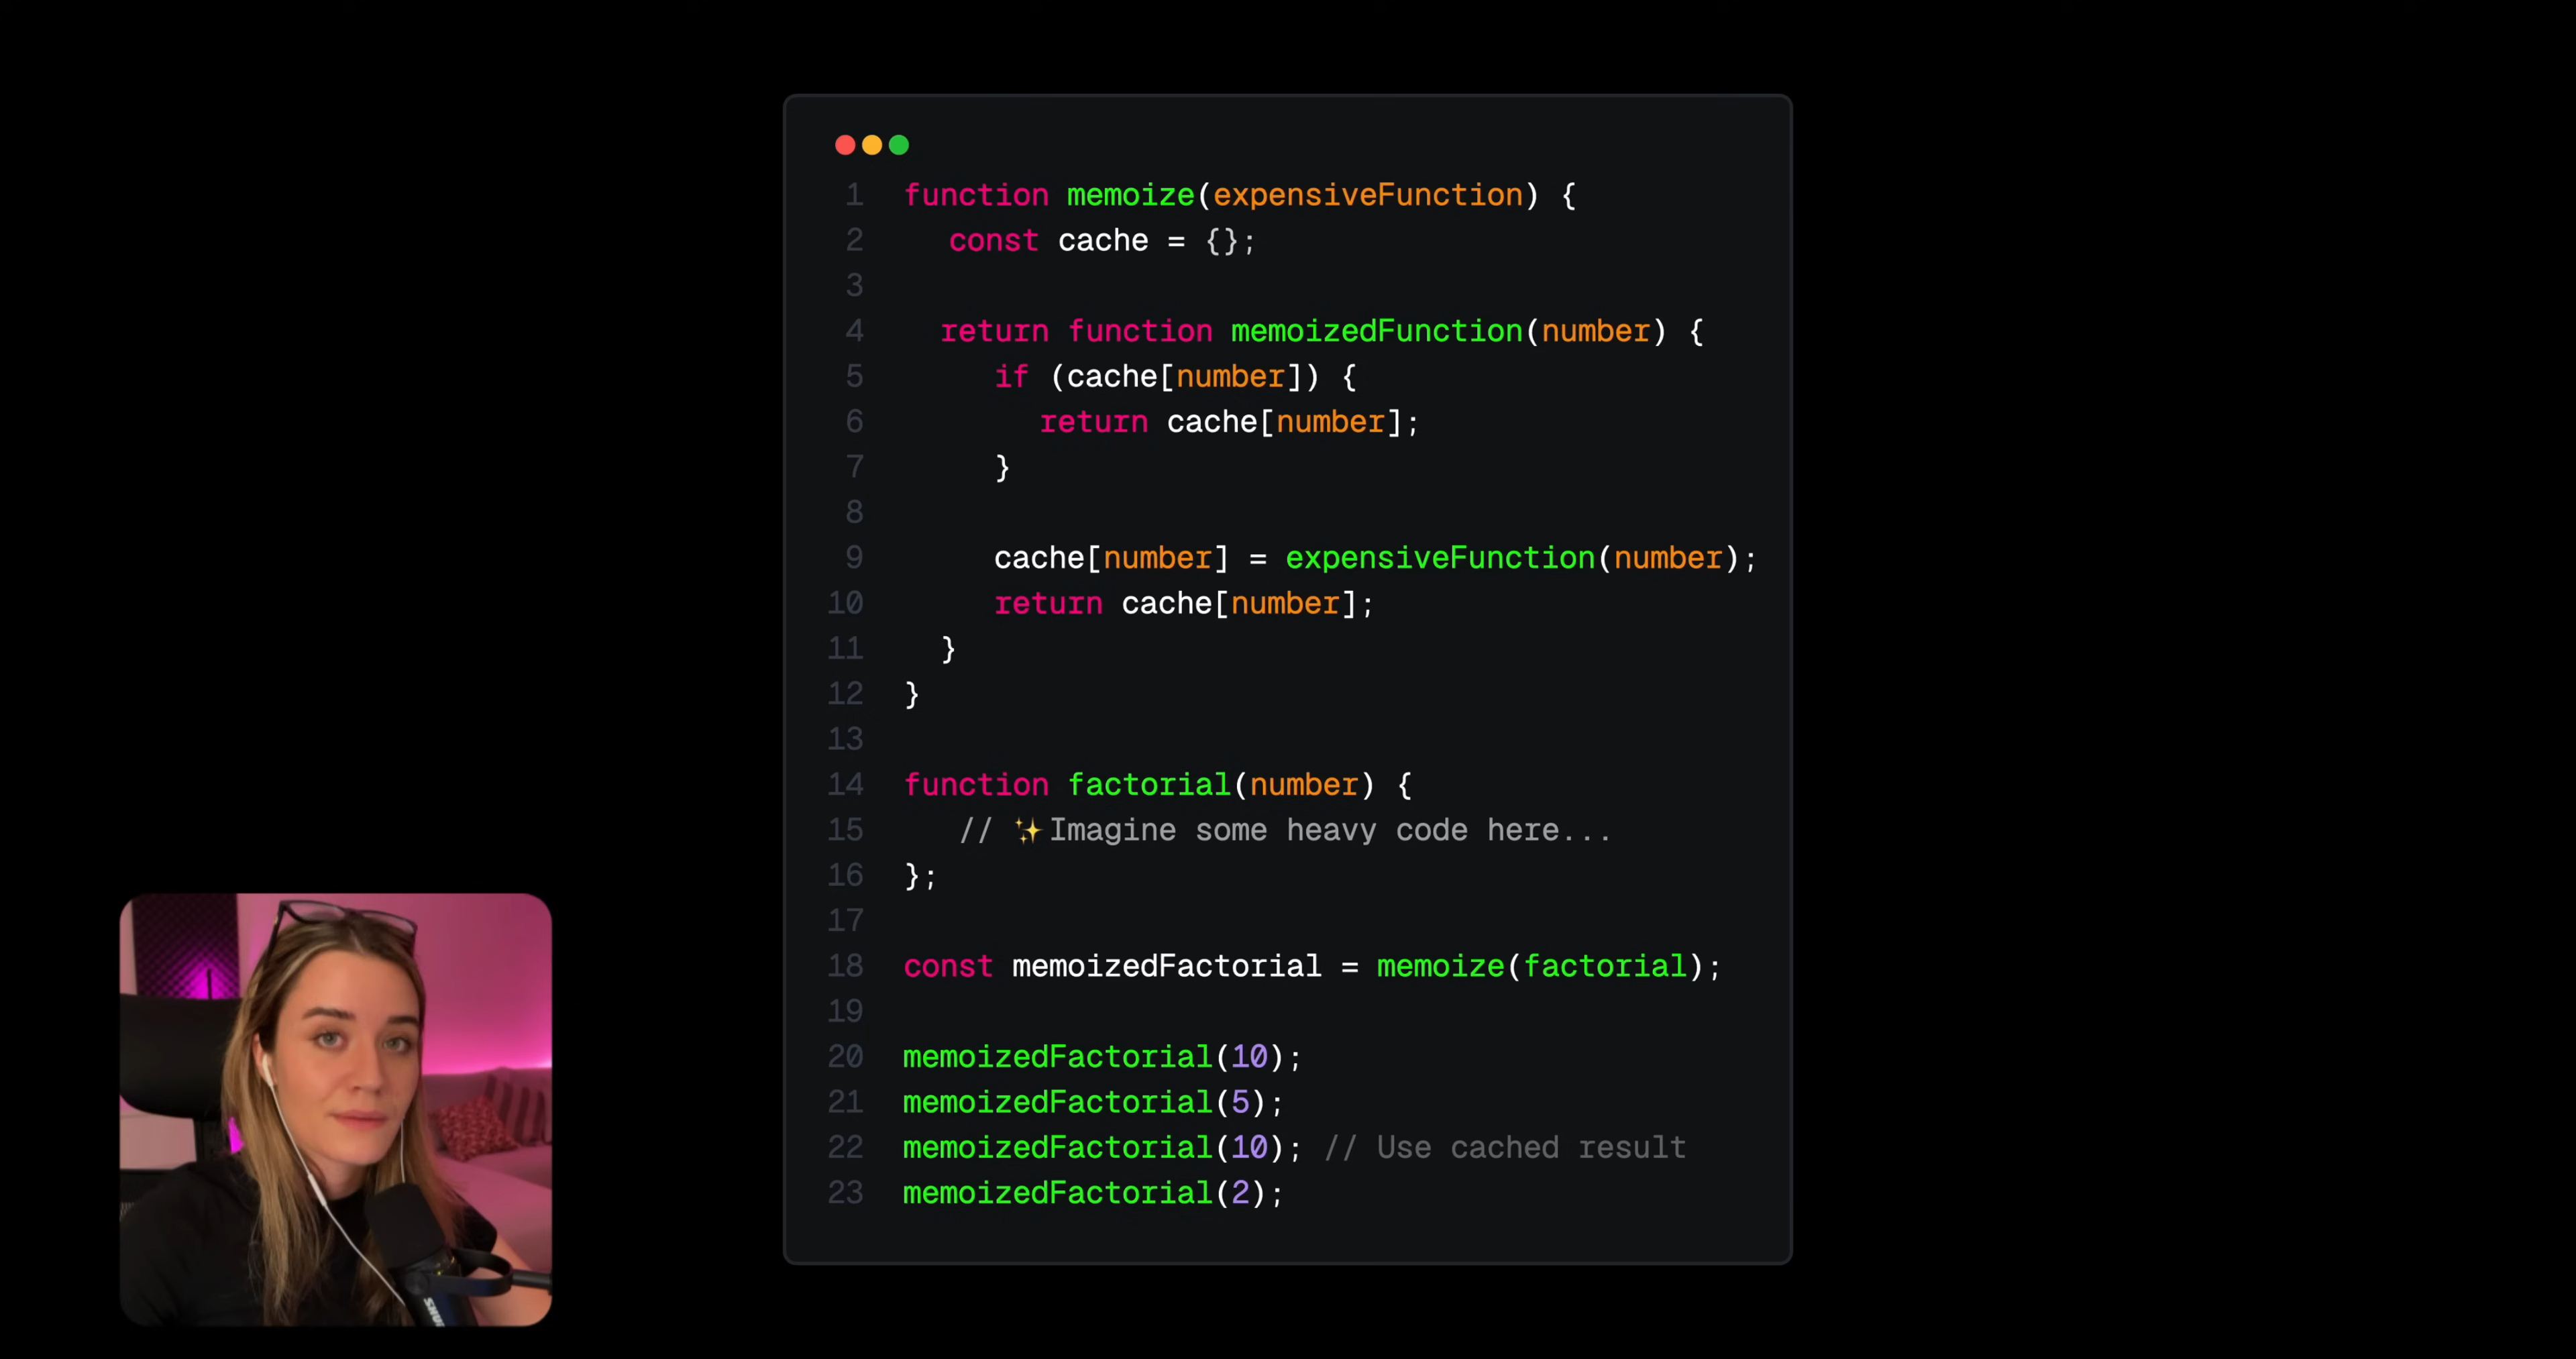 1 function memoize(expensiveFunction) {
2 const cache = {};
3
4 return function memoizedFunction(number) {
5 if (cache[number]) {
6 return cache[number];
7 }
8
9 cache[number] = expensiveFunction(number);
10 return cache[number];
11 }
12 }
13
14 function factorial(number) {
15 // ✨Imagine some heavy code here...
16 };
17
18 const memoizedFactorial = memoize(factorial);
19
20 memoizedFactorial(10);
21 memoizedFactorial(5);
22 memoizedFactorial(10); // Use cached result
23 memoizedFactorial(2);